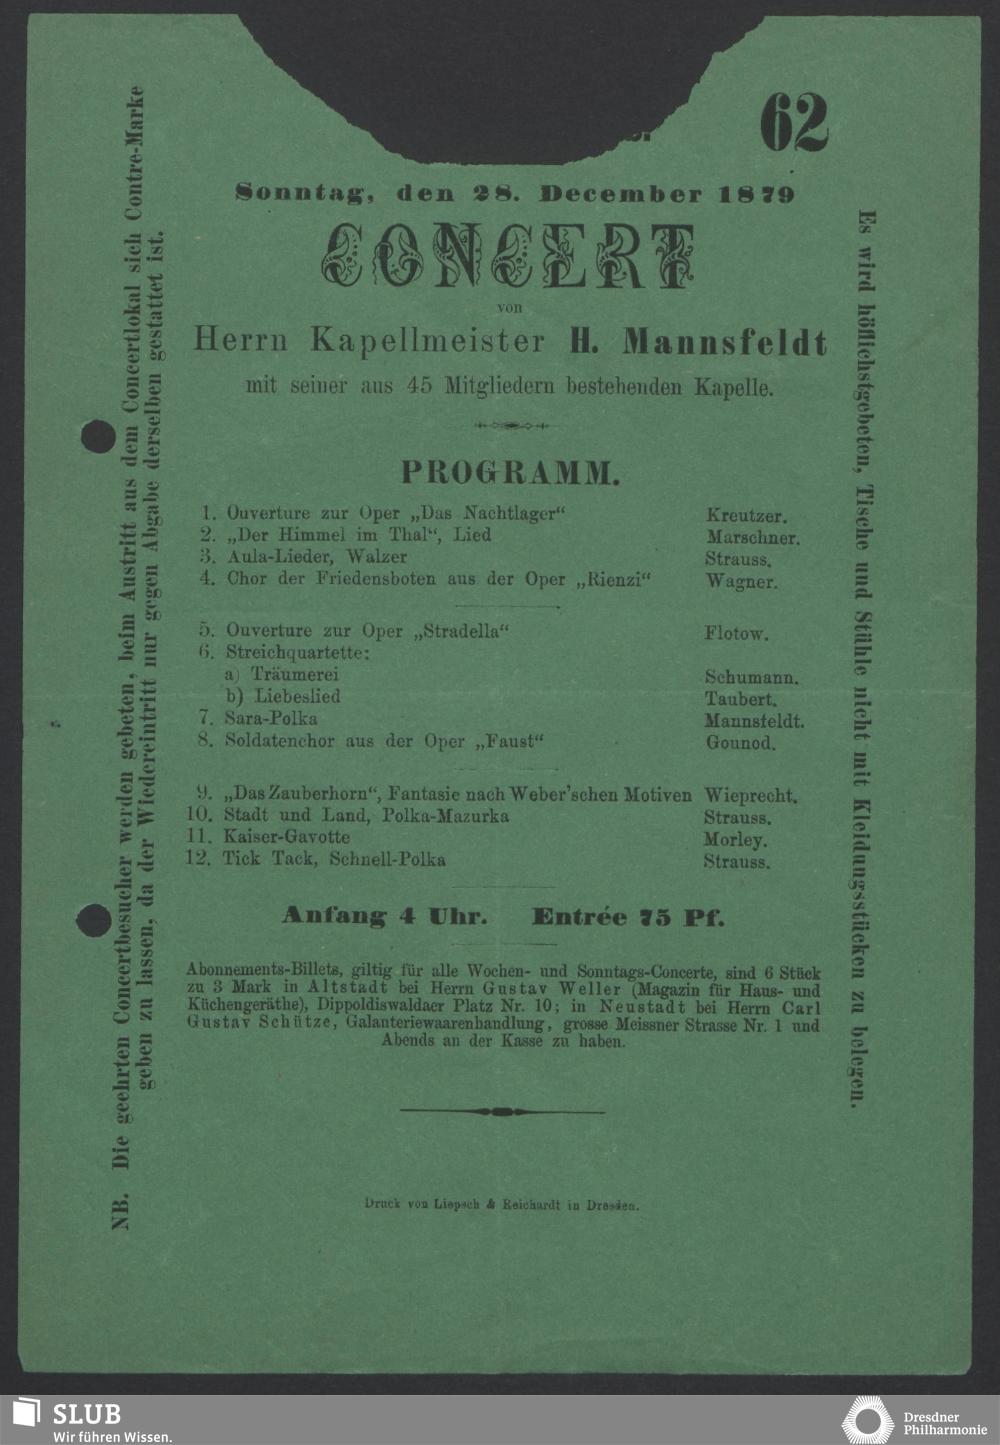 62
Sonntag, den 28. December 1879
CONCERT
von
Herrn Kapellmeister H. Mannsfeldt
mit seiner aus 45 Mitgliedern bestehenden Kapelle.
PROGRAMM.
1. Ouverture zur Oper „Das Nachtlager“ Kreutzer.
2. „Der Himmel im Thal“, Lied Marschner.
3. Aula-Lieder, Walzer Strauss.
4. Chor der Friedensboten aus der Oper „Rienzi“ Wagner.
5. Ouverture zur Oper „Stradella“ Flotow.
6. Streichquartette:
a) Träumerei Schumann.
b) Liebeslied Taubert.
7. Sara-Polka Mannsfeldt.
8. Soldatenchor aus der Oper „Faust“ Gounod.
9. „Das Zauberhorn“, Fantasie nach Weber'schen Motiven Wieprecht.
10. Stadt und Land, Polka-Mazurka Strauss.
11. Kaiser-Gavotte Morley.
12. Tick Tack, Schnell-Polka Strauss.
Anfang 4 Uhr. Entrée 75 Pf.
Abonnements-Billets, giltig für alle Wochen- und Sonntags-Concerte, sind 6 Stück
zu 3 Mark in Altstadt bei Herrn Gustav Weller (Magazin für Haus- und
Küchengeräthe), Dippoldiswaldaer Platz Nr. 10; in Neustadt bei Herrn Carl
Gustav Schütze, Galanteriewaarenhandlung, grosse Meissner Strasse Nr. 1 und
Abends an der Kasse zu haben.
Druck von Liepsch & Reichardt in Dresden.
NB. Die geehrten Concertbesucher werden gebeten, beim Austritt aus dem Concertlokal sich Contre-Marke
geben zu lassen, da der Wiedereintritt nur gegen Abgabe derselben gestattet ist.
Es wird höflichstgebeten, Tische und Stühle nicht mit Kleidungsstücken zu belegen.
SLUB
Wir führen Wissen.
Dresdner
Philharmonie